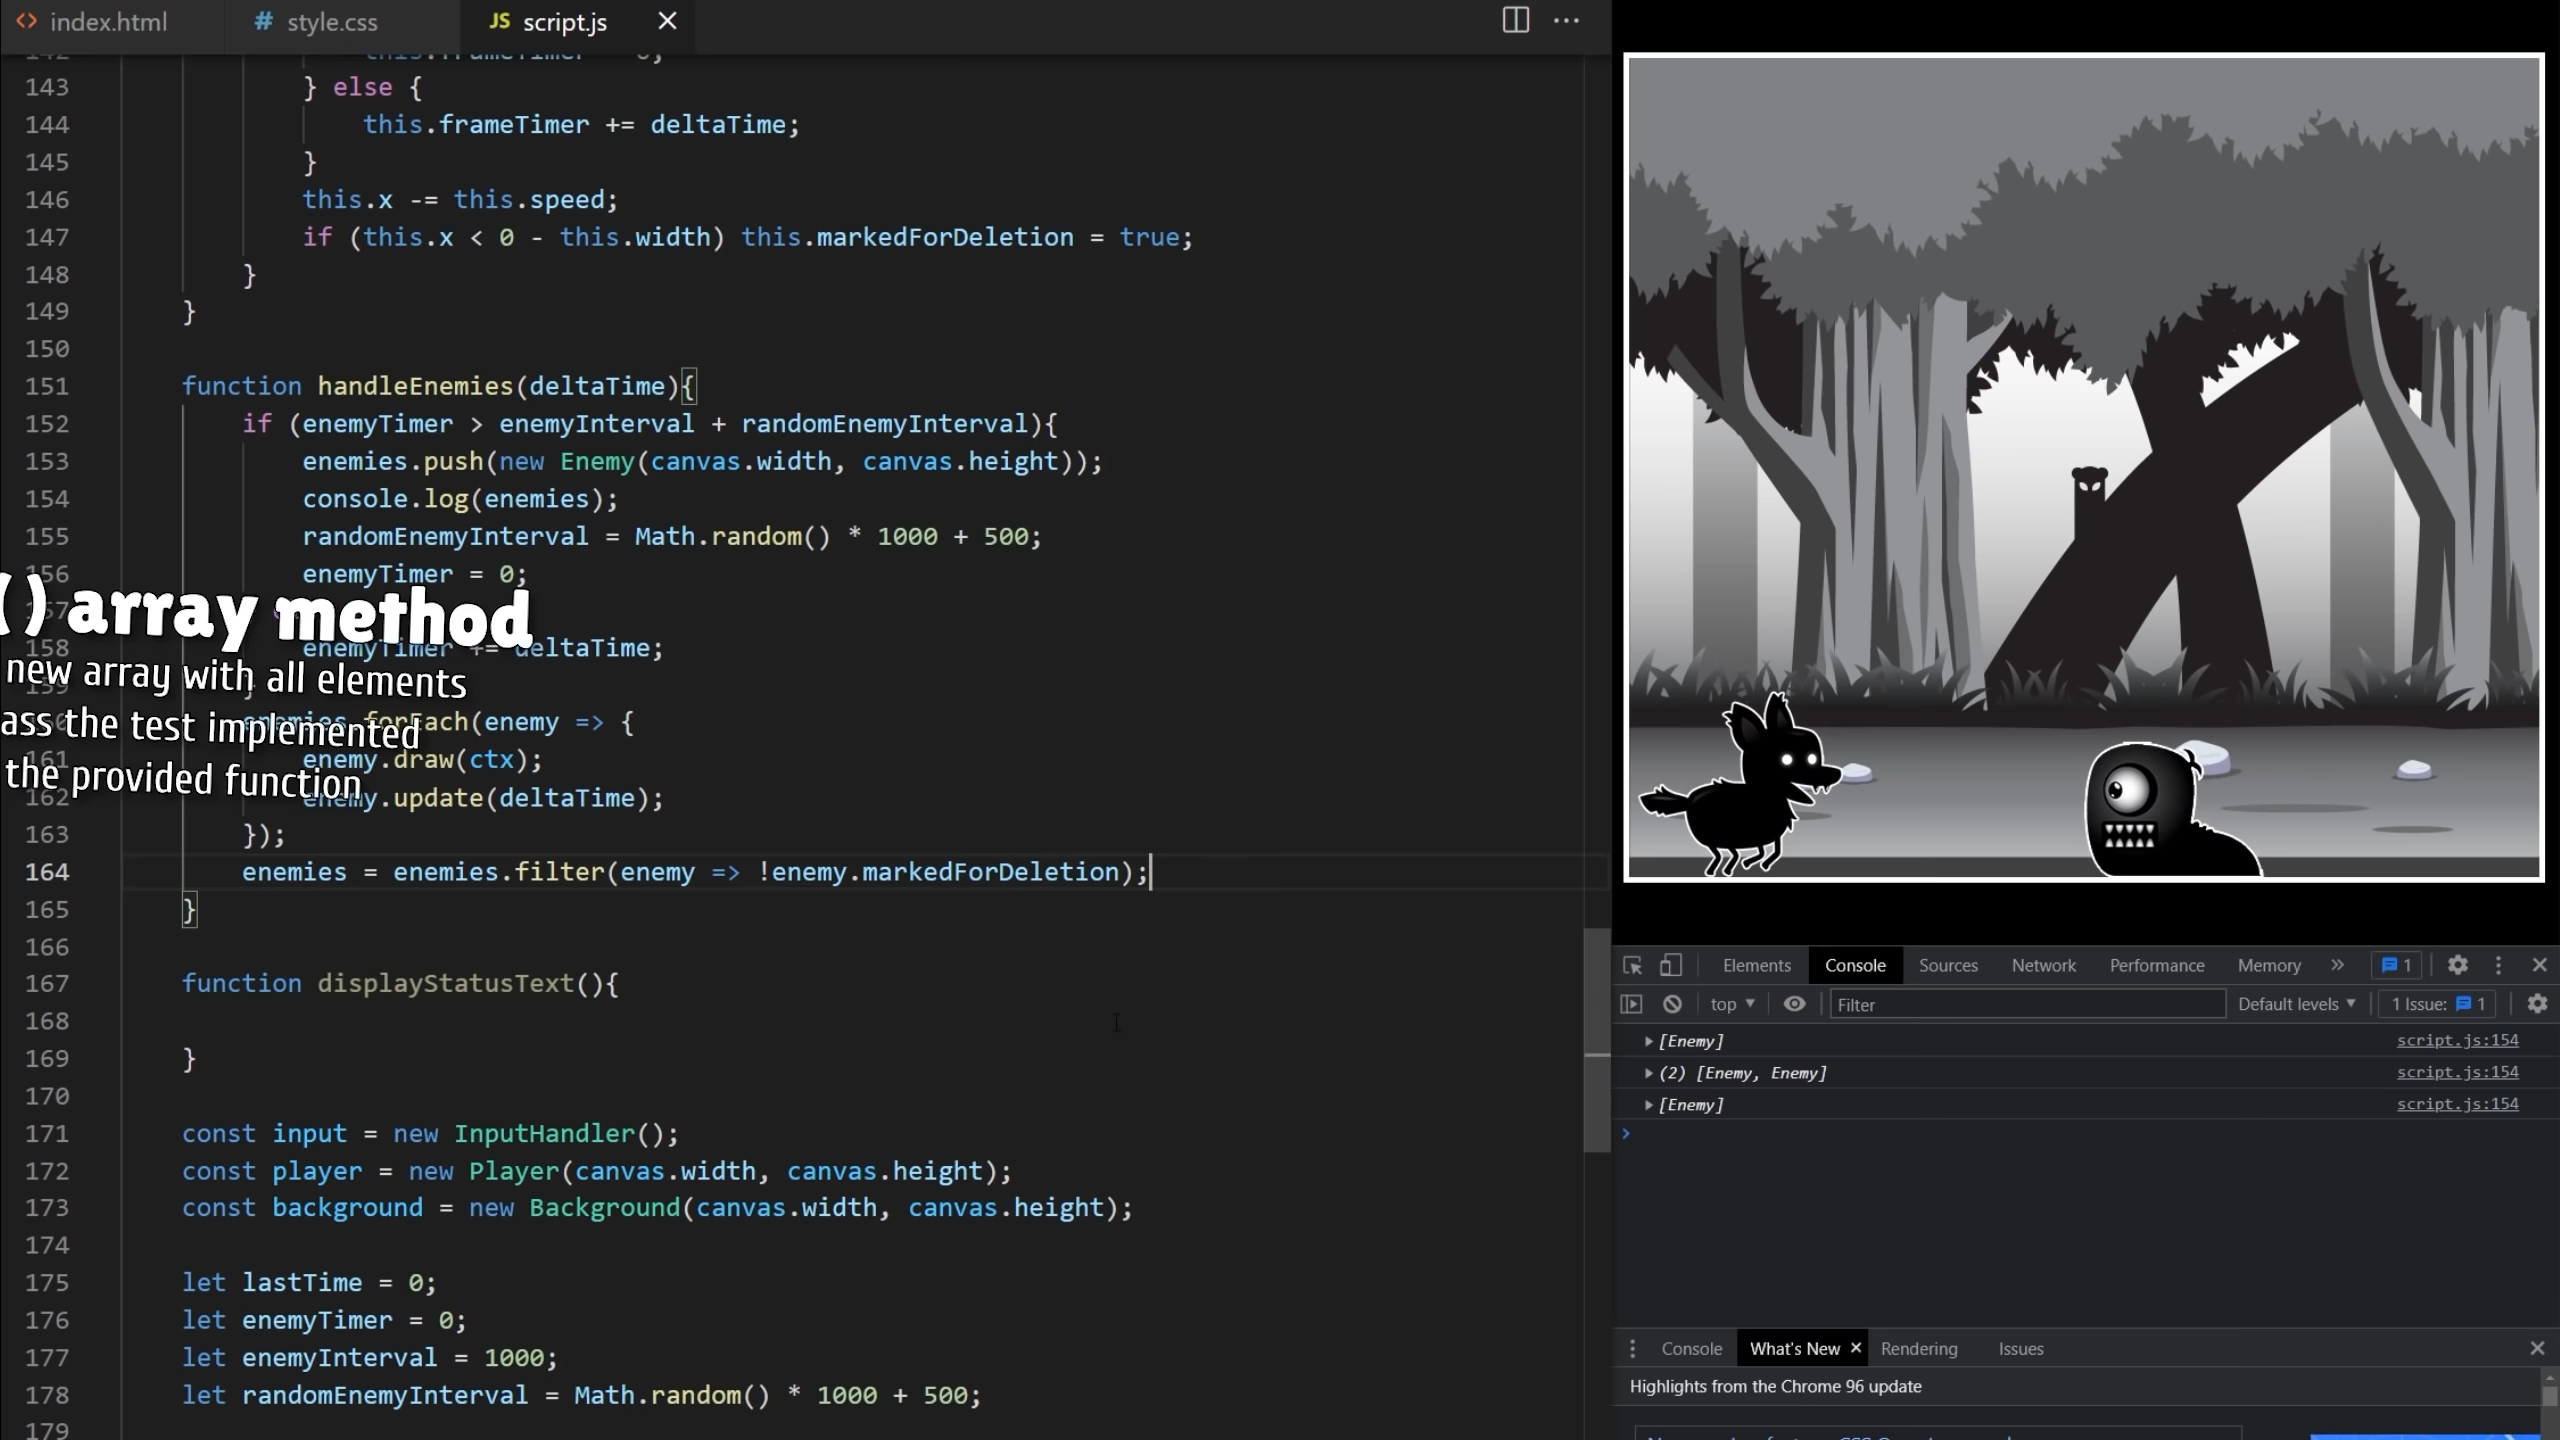 index.html
style.css
JS script.js
143 } else {
144 this.frameTimer += deltaTime;
145 }
146 this.x -= this.speed;
147 if (this.x < 0 - this.width) this.markedForDeletion = true;
148 }
149 }
150
151 function handleEnemies(deltaTime){
152 if (enemyTimer > enemyInterval + randomEnemyInterval){
153 enemies.push(new Enemy(canvas.width, canvas.height));
154 console.log(enemies);
155 randomEnemyInterval = Math.random() * 1000 + 500;
156 enemyTimer = 0;
() array method
158 enemyTimer += deltaTime;
new array with all elements
enemies.forEach(enemy => {
ass the test implemented
enemy.draw(ctx);
the provided function
162 enemy.update(deltaTime);
163 });
164 enemies = enemies.filter(enemy => !enemy.markedForDeletion);
165 }
166
167 function displayStatusText(){
168
169 }
170
171 const input = new InputHandler();
172 const player = new Player(canvas.width, canvas.height);
173 const background = new Background(canvas.width, canvas.height);
174
175 let lastTime = 0;
176 let enemyTimer = 0;
177 let enemyInterval = 1000;
178 let randomEnemyInterval = Math.random() * 1000 + 500;
179
Elements Console Sources Network Performance Memory » 1
top Filter Default levels 1 Issue: 1
[Enemy] script.js:154
(2) [Enemy, Enemy] script.js:154
[Enemy] script.js:154
Console What's New Rendering Issues
Highlights from the Chrome 96 update